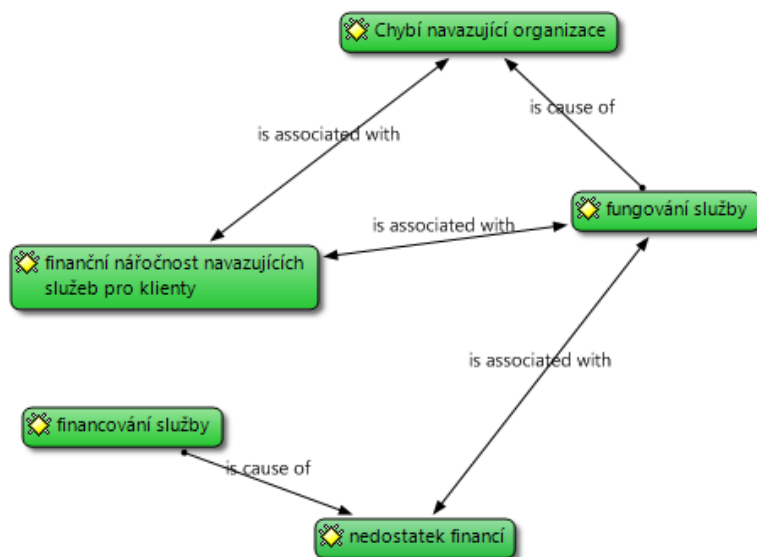 Chybí navazující organizace
is cause of
is associated with
fungování služby
is associated with
finanční nářočnost navazujících
služeb pro klienty
is associated with
financování služby
is cause of
nedostatek financí